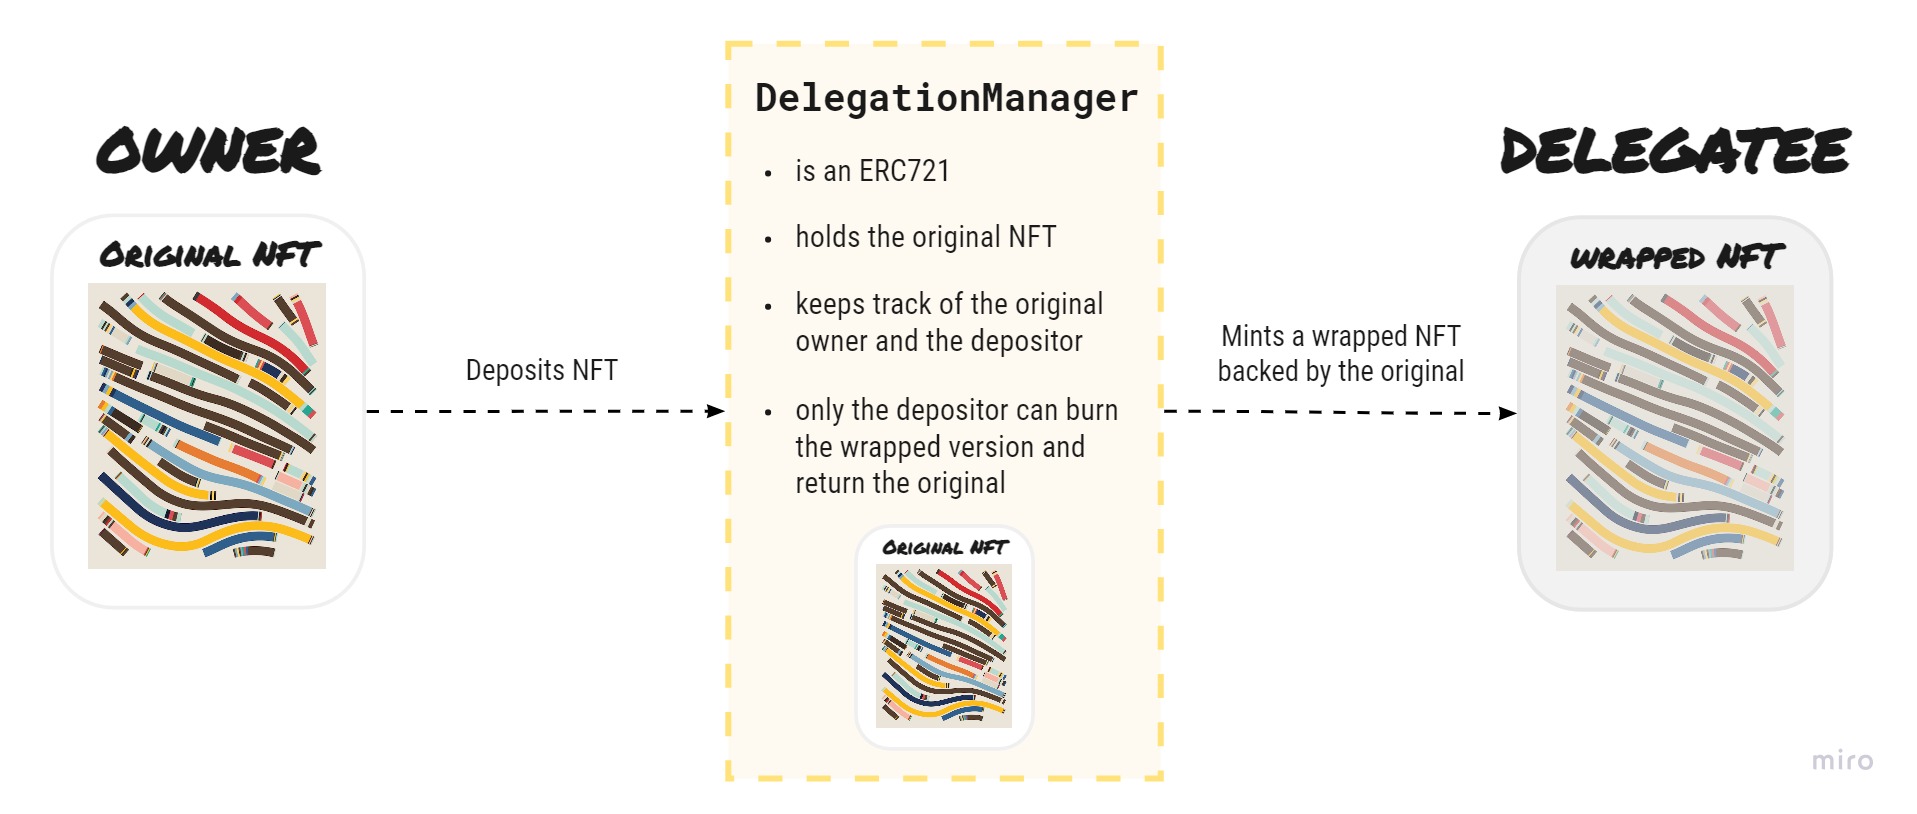 OWNER
ORIGINAL NFT
Deposits NFT
DelegationManager
• is an ERC721
• holds the original NFT
• keeps track of the original
owner and the depositor
• only the depositor can burn
the wrapped version and
return the original
ORIGINAL NFT
Mints a wrapped NFT
backed by the original
DELEGATEE
WRAPPED NFT
miro